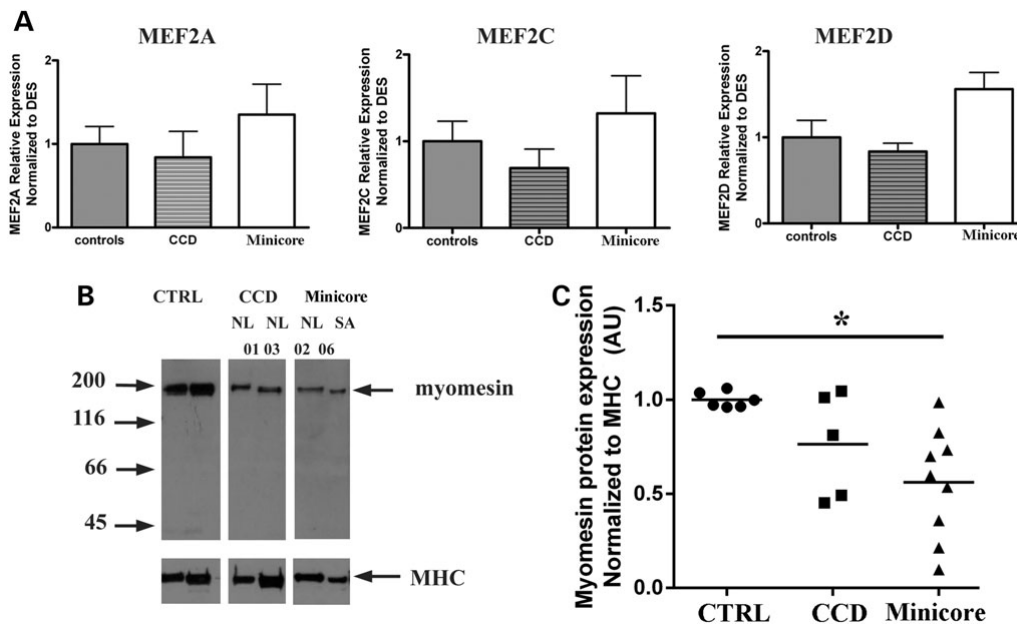 A
MEF2A
MEF2A Relative Expression
Normalized to DES
2
1
0
controls CCD Minicore
MEF2C
MEF2C Relative Expression
Normalized to DES
2
1
0
controls CCD Minicore
MEF2D
MEF2D Relative Expression
Normalized to DES
2
1
0
controls CCD Minicore
B
CTRL CCD Minicore
NL NL NL SA
01 03 02 06
200
116
66
45
myomesin
MHC
C
Myomesin protein expression
Normalized to MHC (AU)
1.5
1.0
0.5
0.0
*
CTRL CCD Minicore